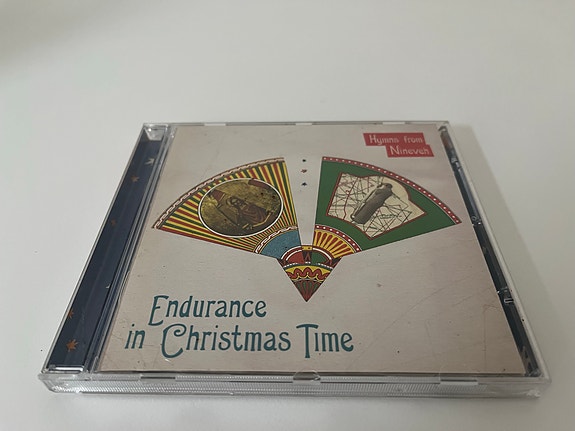 Hymns from
Nineveh
Endurance
in Christmas Time